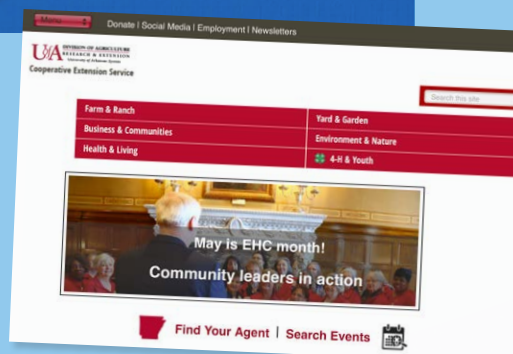 Menu
Donate | Social Media | Employment | Newsletters
UA DIVISION OF AGRICULTURE
RESEARCH & EXTENSION
University of Arkansas System
Cooperative Extension Service
Search this site
Farm & Ranch
Yard & Garden
Business & Communities
Environment & Nature
Health & Living
4-H & Youth
May is EHC month!
Community leaders in action
Find Your Agent | Search Events